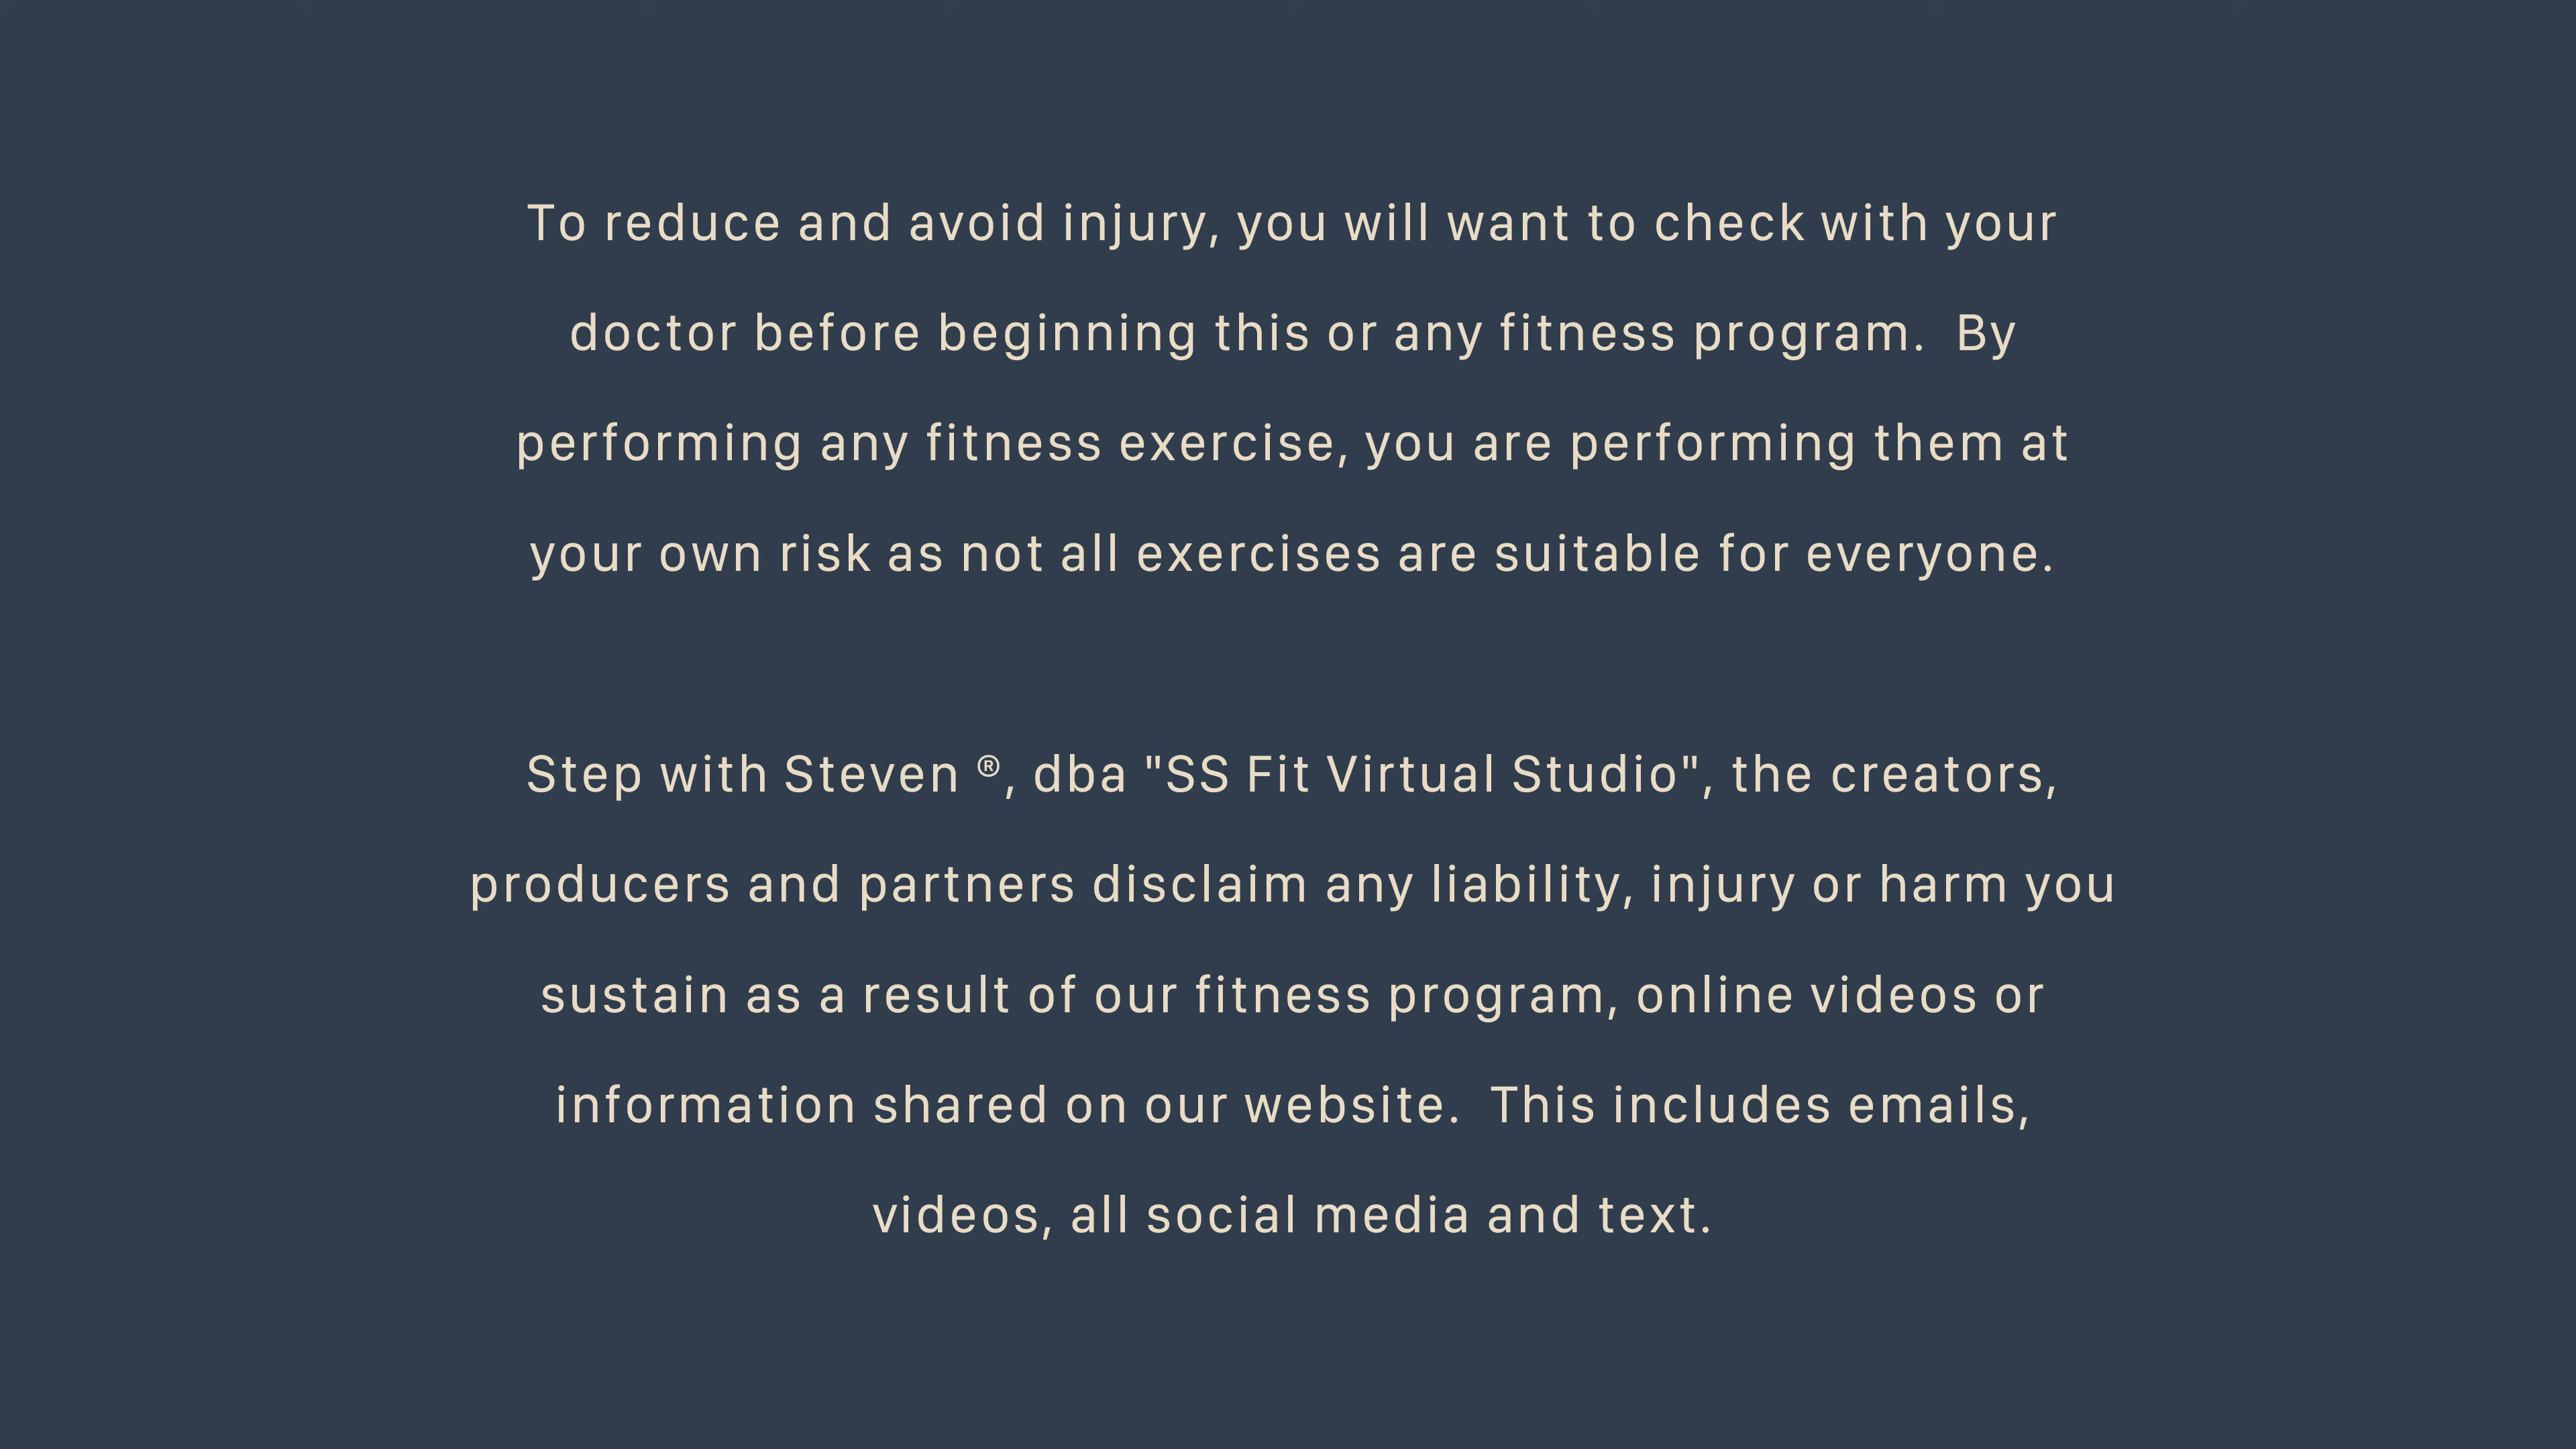 To reduce and avoid injury, you will want to check with your
doctor before beginning this or any fitness program.  By
performing any fitness exercise, you are performing them at
your own risk as not all exercises are suitable for everyone.
Step with Steven ®, dba "SS Fit Virtual Studio", the creators,
producers and partners disclaim any liability, injury or harm you
sustain as a result of our fitness program, online videos or
information shared on our website.  This includes emails,
videos, all social media and text.